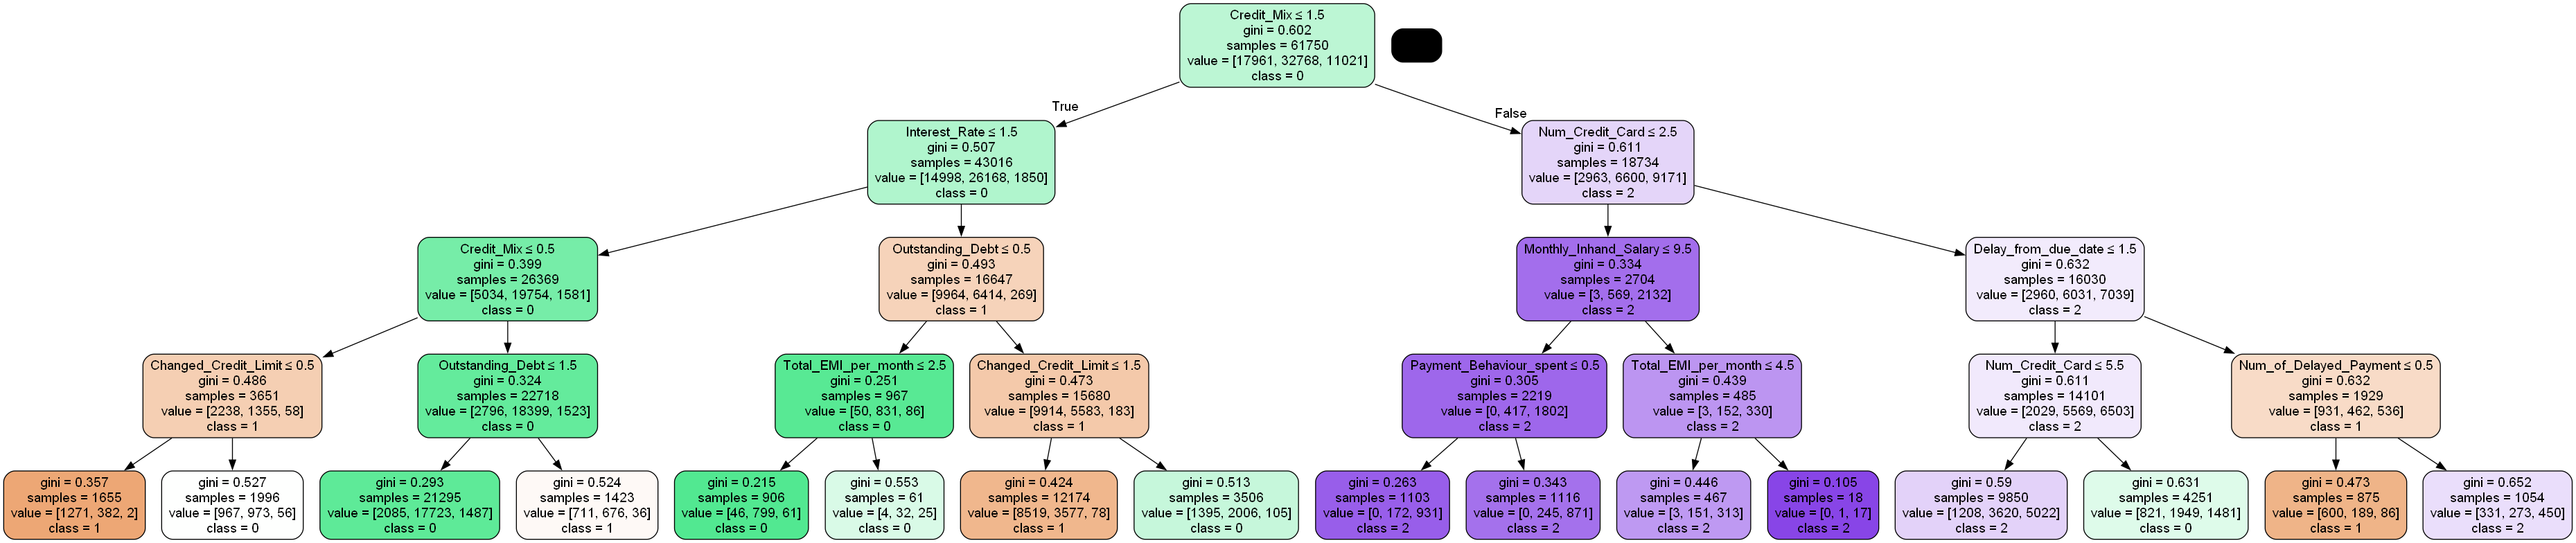 Credit_Mix ≤ 1.5
gini = 0.602
samples = 61750
value = [17961, 32768, 11021]
class = 0
True
False
Interest_Rate ≤ 1.5
gini = 0.507
samples = 43016
value = [14998, 26168, 1850]
class = 0
Num_Credit_Card ≤ 2.5
gini = 0.611
samples = 18734
value = [2963, 6600, 9171]
class = 2
Credit_Mix ≤ 0.5
gini = 0.399
samples = 26369
value = [5034, 19754, 1581]
class = 0
Outstanding_Debt ≤ 0.5
gini = 0.493
samples = 16647
value = [9964, 6414, 269]
class = 1
Monthly_Inhand_Salary ≤ 9.5
gini = 0.334
samples = 2704
value = [3, 569, 2132]
class = 2
Delay_from_due_date ≤ 1.5
gini = 0.632
samples = 16030
value = [2960, 6031, 7039]
class = 2
Changed_Credit_Limit ≤ 0.5
gini = 0.486
samples = 3651
value = [2238, 1355, 58]
class = 1
Outstanding_Debt ≤ 1.5
gini = 0.324
samples = 22718
value = [2796, 18399, 1523]
class = 0
Total_EMI_per_month ≤ 2.5
gini = 0.251
samples = 967
value = [50, 831, 86]
class = 0
Changed_Credit_Limit ≤ 1.5
gini = 0.473
samples = 15680
value = [9914, 5583, 183]
class = 1
Payment_Behaviour_spent ≤ 0.5
gini = 0.305
samples = 2219
value = [0, 417, 1802]
class = 2
Total_EMI_per_month ≤ 4.5
gini = 0.439
samples = 485
value = [3, 152, 330]
class = 2
Num_Credit_Card ≤ 5.5
gini = 0.611
samples = 14101
value = [2029, 5569, 6503]
class = 2
Num_of_Delayed_Payment ≤ 0.5
gini = 0.632
samples = 1929
value = [931, 462, 536]
class = 1
gini = 0.357
samples = 1655
value = [1271, 382, 2]
class = 1
gini = 0.527
samples = 1996
value = [967, 973, 56]
class = 0
gini = 0.293
samples = 21295
value = [2085, 17723, 1487]
class = 0
gini = 0.524
samples = 1423
value = [711, 676, 36]
class = 1
gini = 0.215
samples = 906
value = [46, 799, 61]
class = 0
gini = 0.553
samples = 61
value = [4, 32, 25]
class = 0
gini = 0.424
samples = 12174
value = [8519, 3577, 78]
class = 1
gini = 0.513
samples = 3506
value = [1395, 2006, 105]
class = 0
gini = 0.263
samples = 1103
value = [0, 172, 931]
class = 2
gini = 0.343
samples = 1116
value = [0, 245, 871]
class = 2
gini = 0.446
samples = 467
value = [3, 151, 313]
class = 2
gini = 0.105
samples = 18
value = [0, 1, 17]
class = 2
gini = 0.59
samples = 9850
value = [1208, 3620, 5022]
class = 2
gini = 0.631
samples = 4251
value = [821, 1949, 1481]
class = 0
gini = 0.473
samples = 875
value = [600, 189, 86]
class = 1
gini = 0.652
samples = 1054
value = [331, 273, 450]
class = 2